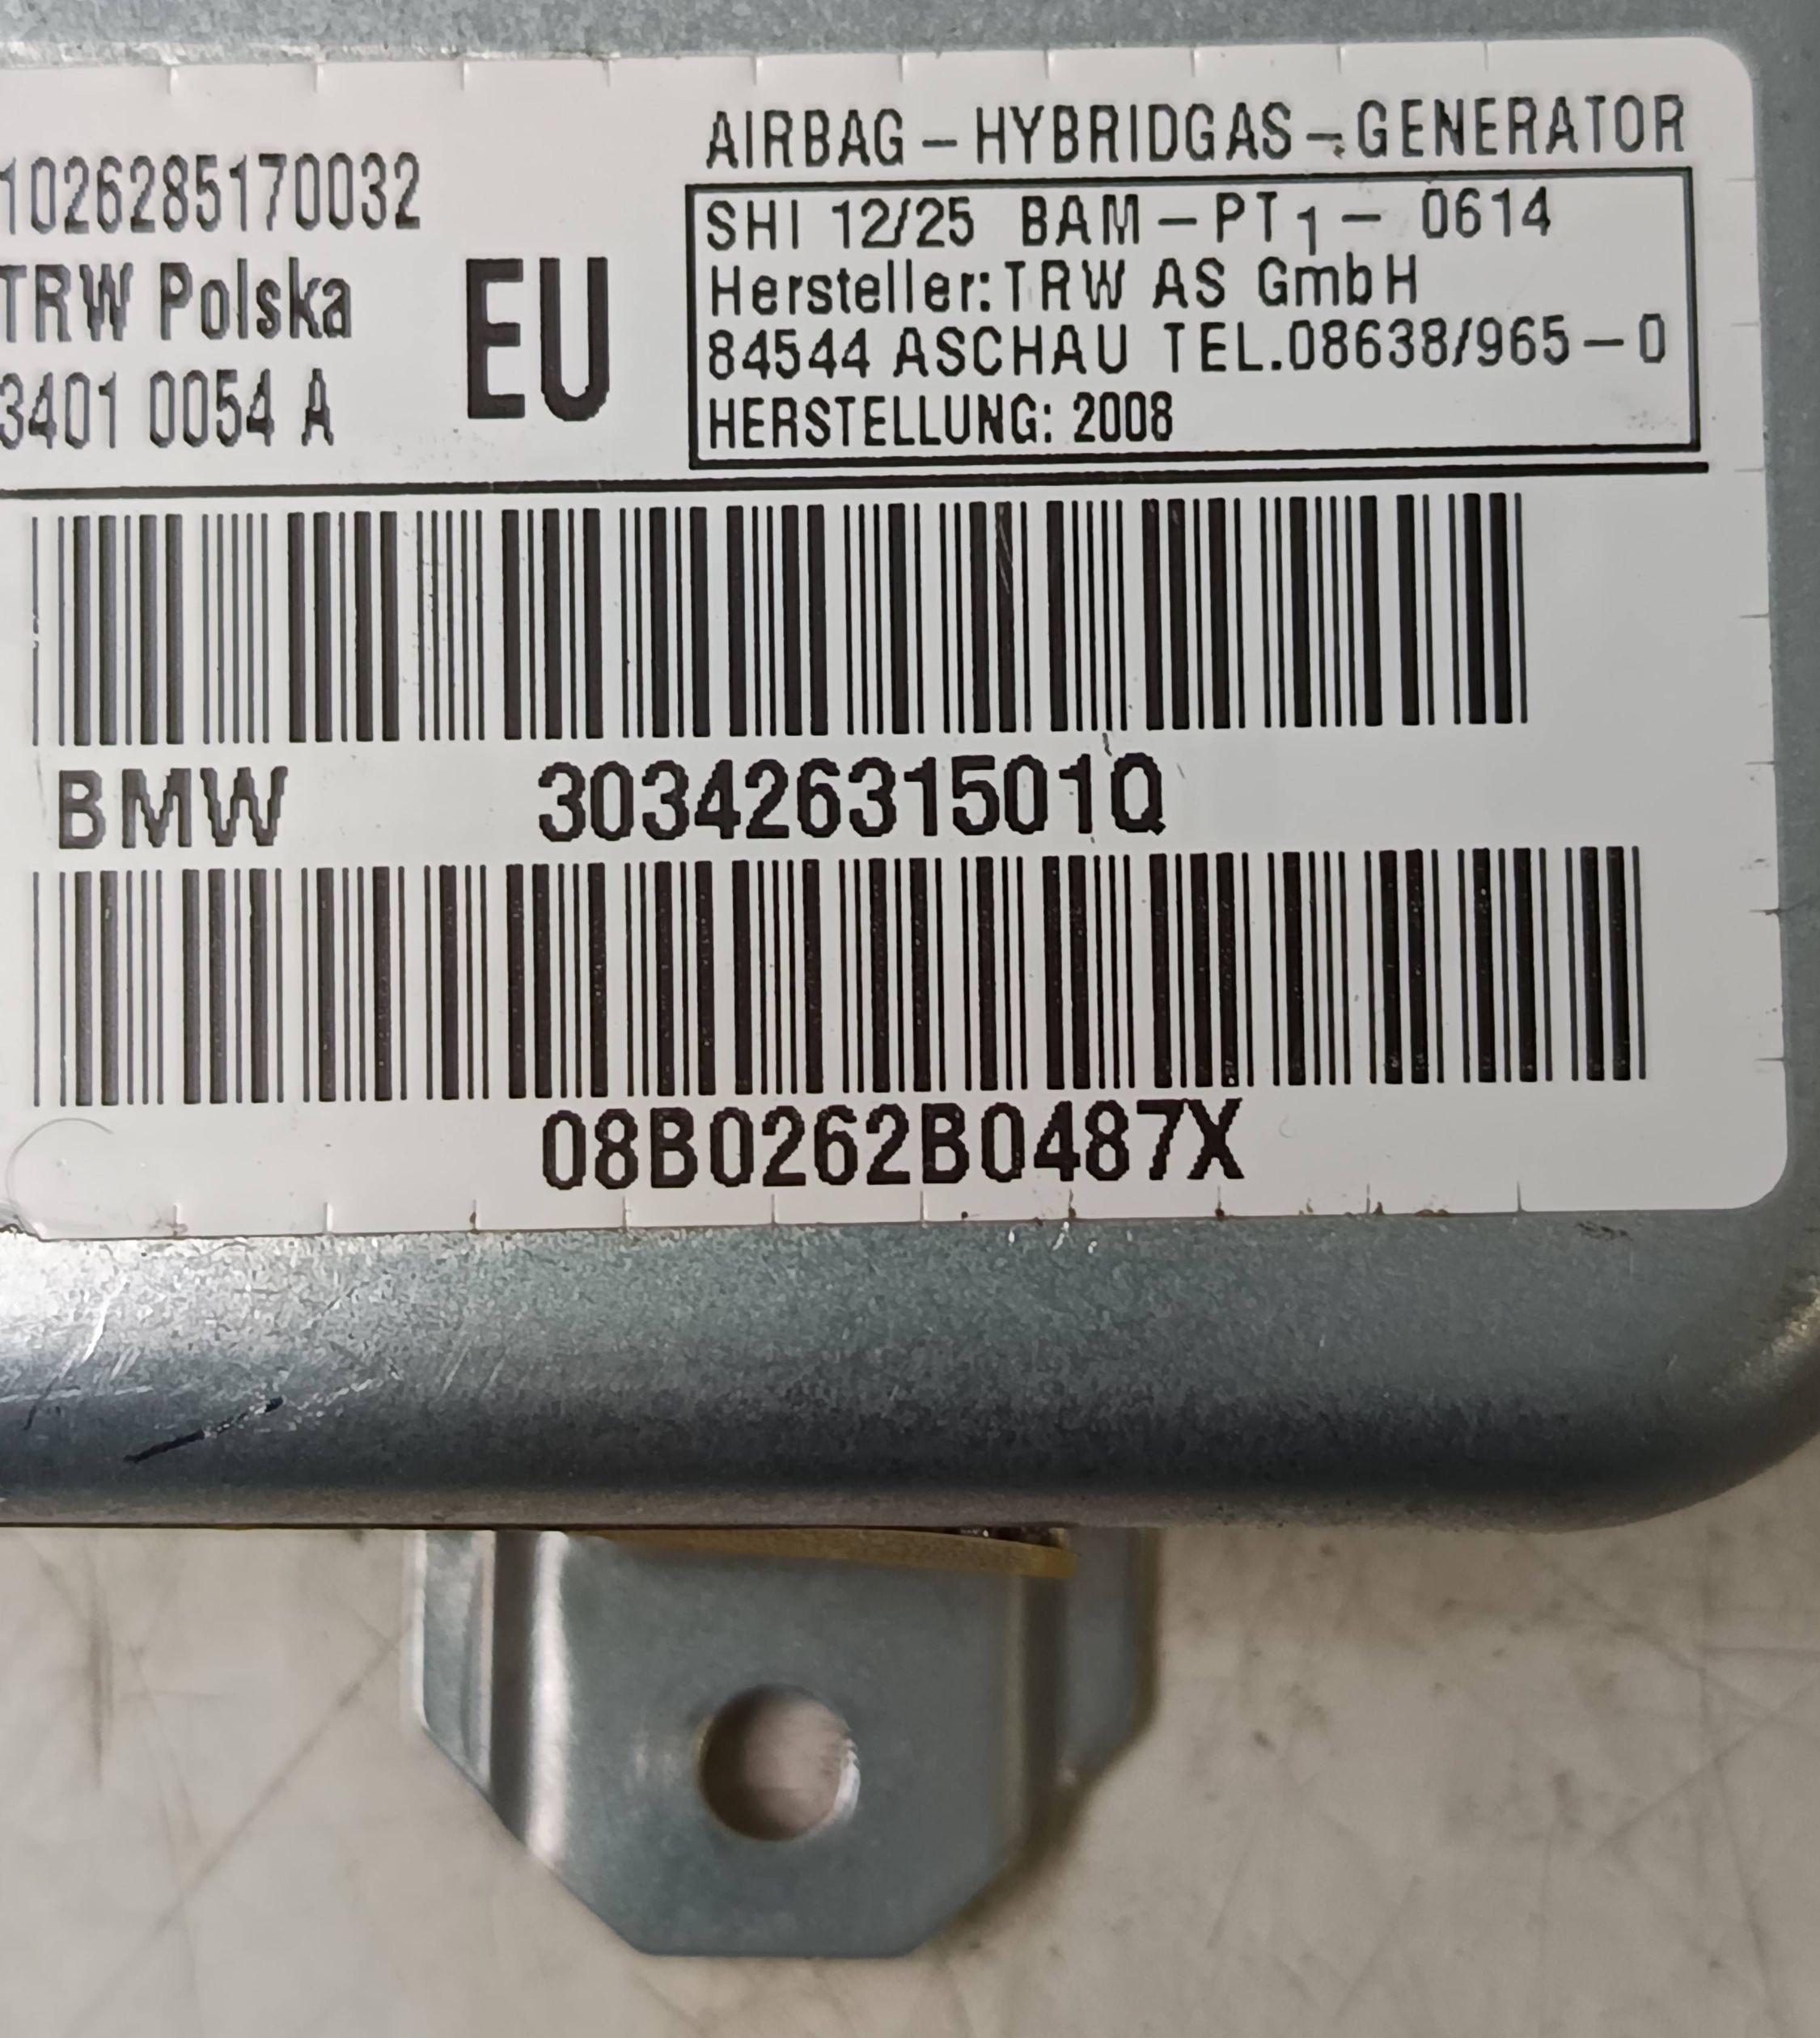 AIRBAG-HYBRIDGAS-GENERATOR
1026285170032
TRW Polska
3401 0054 A
EU
SHI 12/25 BAM-PT1- 0614
Hersteller: TRW AS GmbH
84544 ASCHAU TEL.08638/965-0
HERSTELLUNG: 2008
BMW 30342631501Q
08B0262B0487X